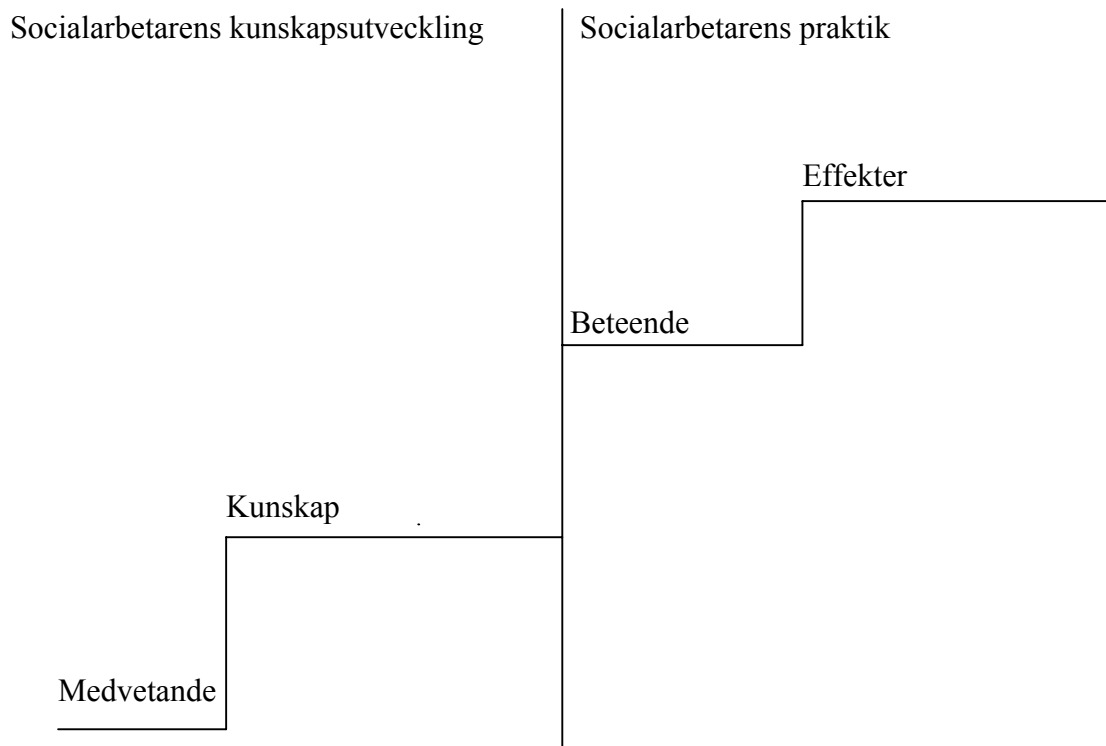 Socialarbetarens kunskapsutveckling
Socialarbetarens praktik
Effekter
Beteende
Kunskap
Medvetande